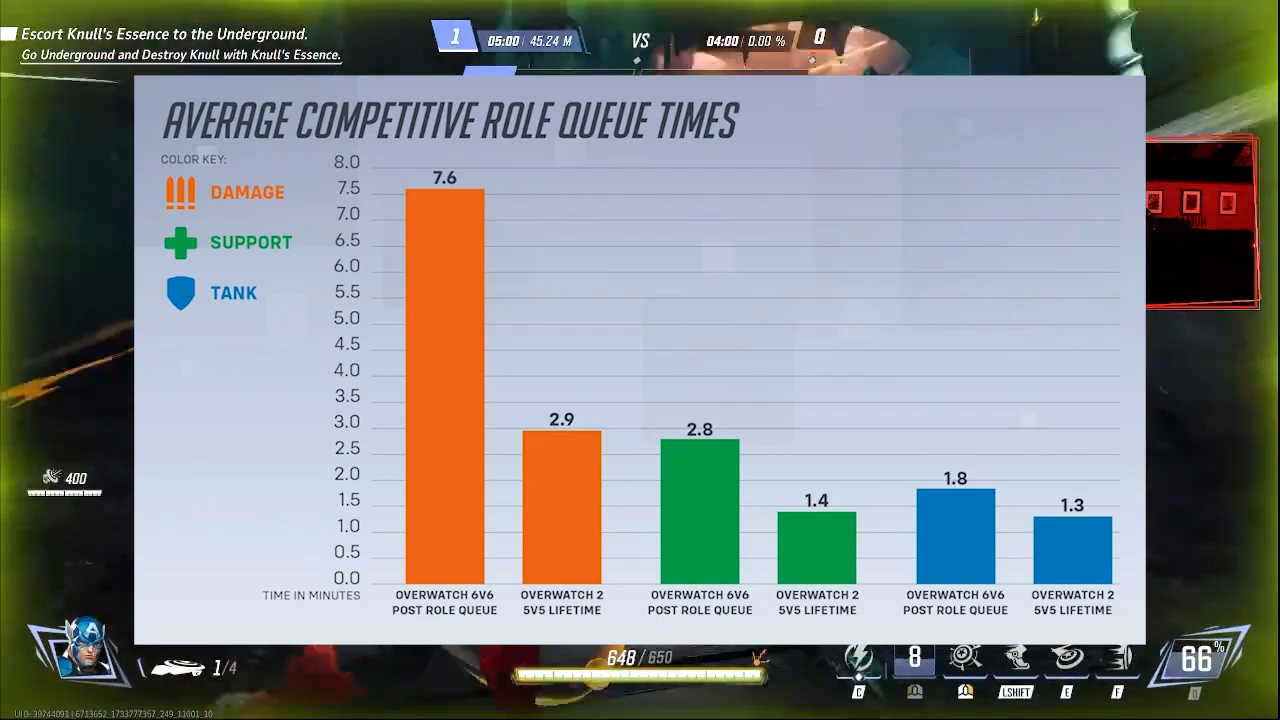 Escort Knull's Essence to the Underground.
Go Underground and Destroy Knull with Knull's Essence.
1 05:00 / 45.24 M VS 04:00 / 0.00 % 0
AVERAGE COMPETITIVE ROLE QUEUE TIMES
COLOR KEY:
DAMAGE
SUPPORT
TANK
8.0
7.5
7.0
6.5
6.0
5.5
5.0
4.5
4.0
3.5
3.0
2.5
2.0
1.5
1.0
0.5
0.0
7.6
2.9
2.8
1.4
1.8
1.3
TIME IN MINUTES
OVERWATCH 6V6
POST ROLE QUEUE
OVERWATCH 2
5V5 LIFETIME
OVERWATCH 6V6
POST ROLE QUEUE
OVERWATCH 2
5V5 LIFETIME
OVERWATCH 6V6
POST ROLE QUEUE
OVERWATCH 2
5V5 LIFETIME
400
1/4
648 / 650
8
66%
C
LSHIFT
E
F
UID: 39744091 | 6713652_1733777357_249_11001_10